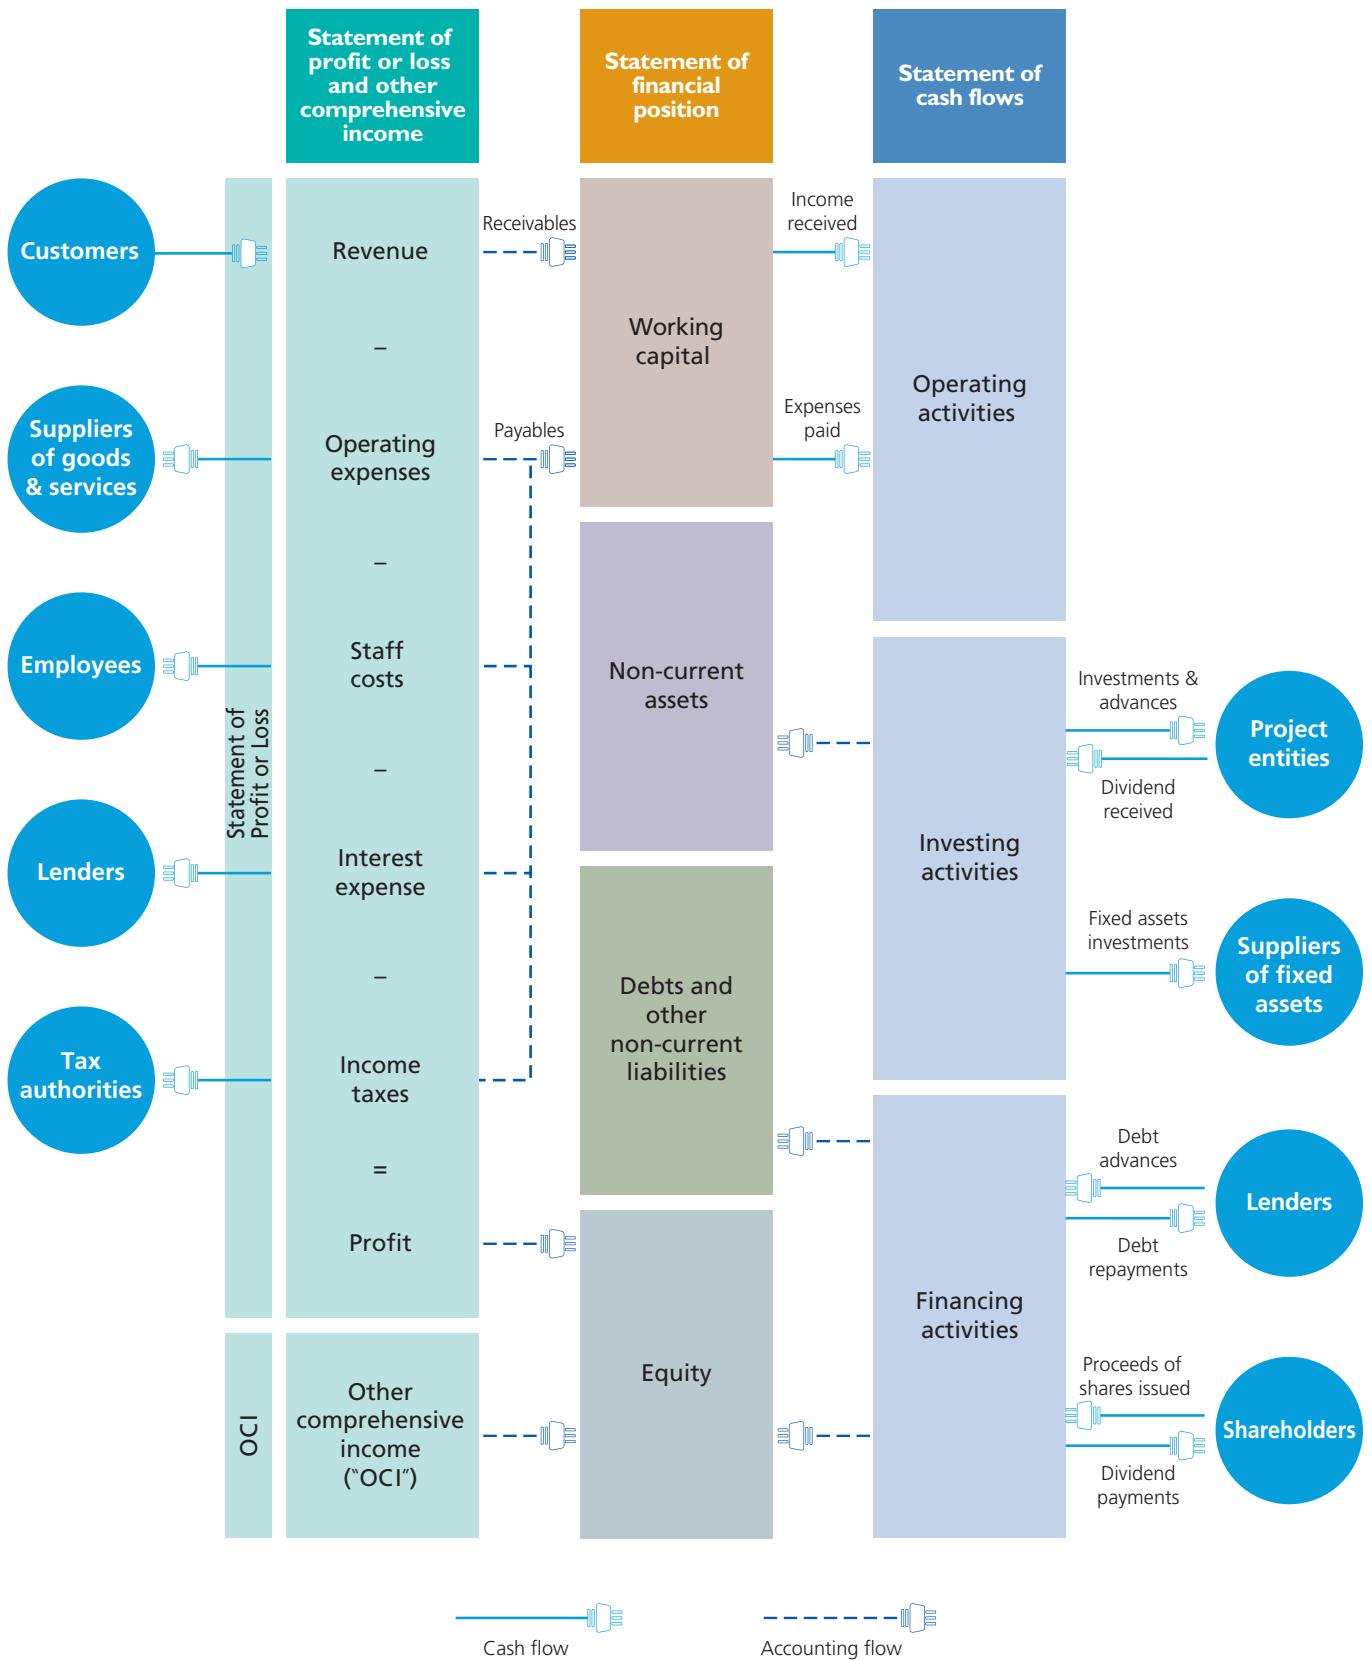 Statement of
profit or loss
and other
comprehensive
income
Statement of
financial
position
Statement of
cash flows
Customers
Suppliers
of goods
& services
Employees
Lenders
Tax
authorities
Statement of
Profit or Loss
OCI
Revenue
–
Operating
expenses
–
Staff
costs
–
Interest
expense
–
Income
taxes
=
Profit
Other
comprehensive
income
(“OCI”)
Receivables
Payables
Working
capital
Non-current
assets
Debts and
other
non-current
liabilities
Equity
Income
received
Expenses
paid
Operating
activities
Investing
activities
Financing
activities
Investments &
advances
Dividend
received
Fixed assets
investments
Debt
advances
Debt
repayments
Proceeds of
shares issued
Dividend
payments
Project
entities
Suppliers
of fixed
assets
Lenders
Shareholders
Cash flow
Accounting flow